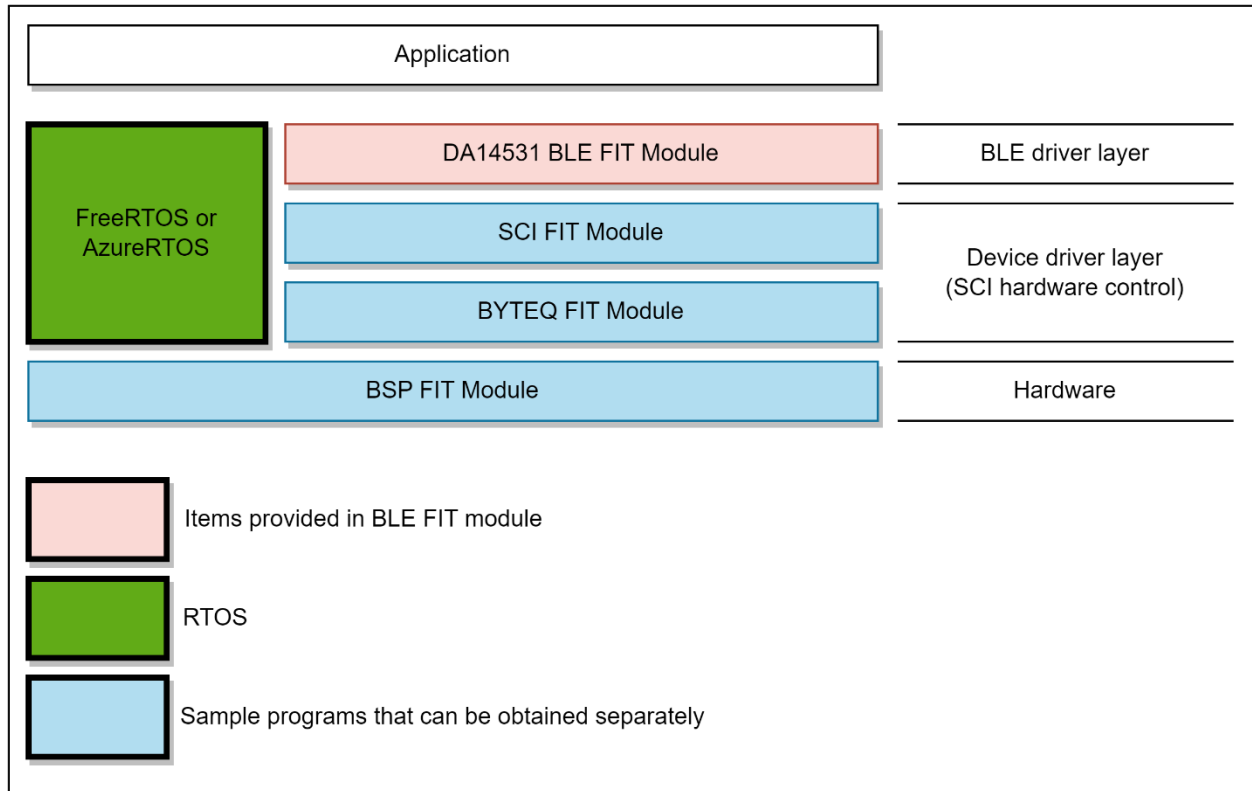 Application
DA14531 BLE FIT Module
BLE driver layer
FreeRTOS or
AzureRTOS
SCI FIT Module
BYTEQ FIT Module
Device driver layer
(SCI hardware control)
BSP FIT Module
Hardware
Items provided in BLE FIT module
RTOS
Sample programs that can be obtained separately